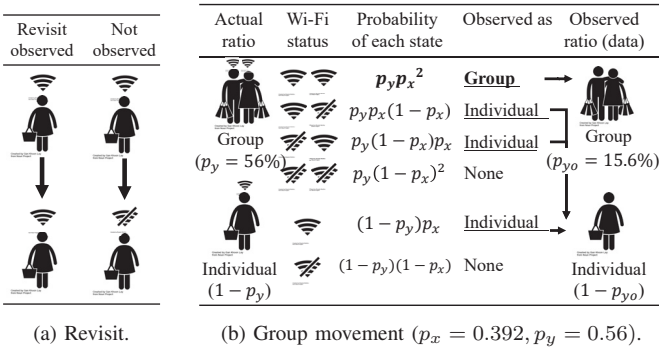 Revisit observed
Not observed
(a) Revisit.
Actual ratio
Wi-Fi status
Probability of each state
Observed as
Observed ratio (data)
Group
(p_y = 56%)
p_y p_x^2
Group
p_y p_x(1 − p_x)
Individual
p_y(1 − p_x)p_x
Individual
p_y(1 − p_x)^2
None
Group
(p_yo = 15.6%)
(1 − p_y)p_x
Individual
(1 − p_y)(1 − p_x)
None
Individual
(1 − p_y)
Individual
(1 − p_yo)
(b) Group movement (p_x = 0.392, p_y = 0.56).